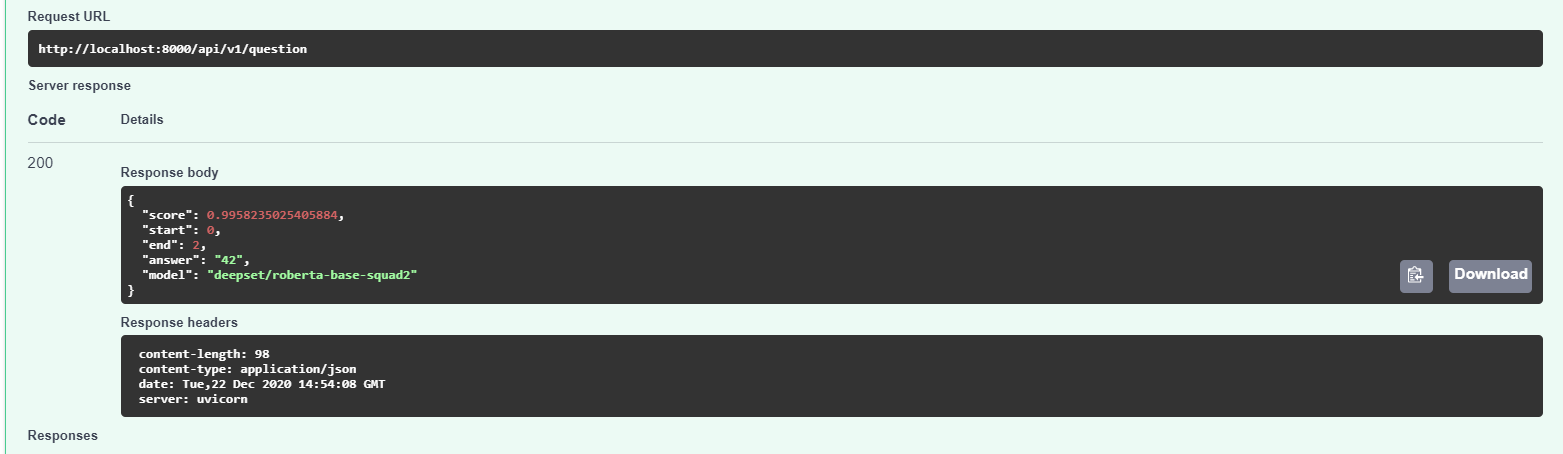 Request URL
http://localhost:8000/api/v1/question
Server response
Code Details
200
Response body
{
"score": 0.9958235025405884,
"start": 0,
"end": 2,
"answer": "42",
"model": "deepset/roberta-base-squad2"
}
Download
Response headers
content-length: 98
content-type: application/json
date: Tue,22 Dec 2020 14:54:08 GMT
server: uvicorn
Responses